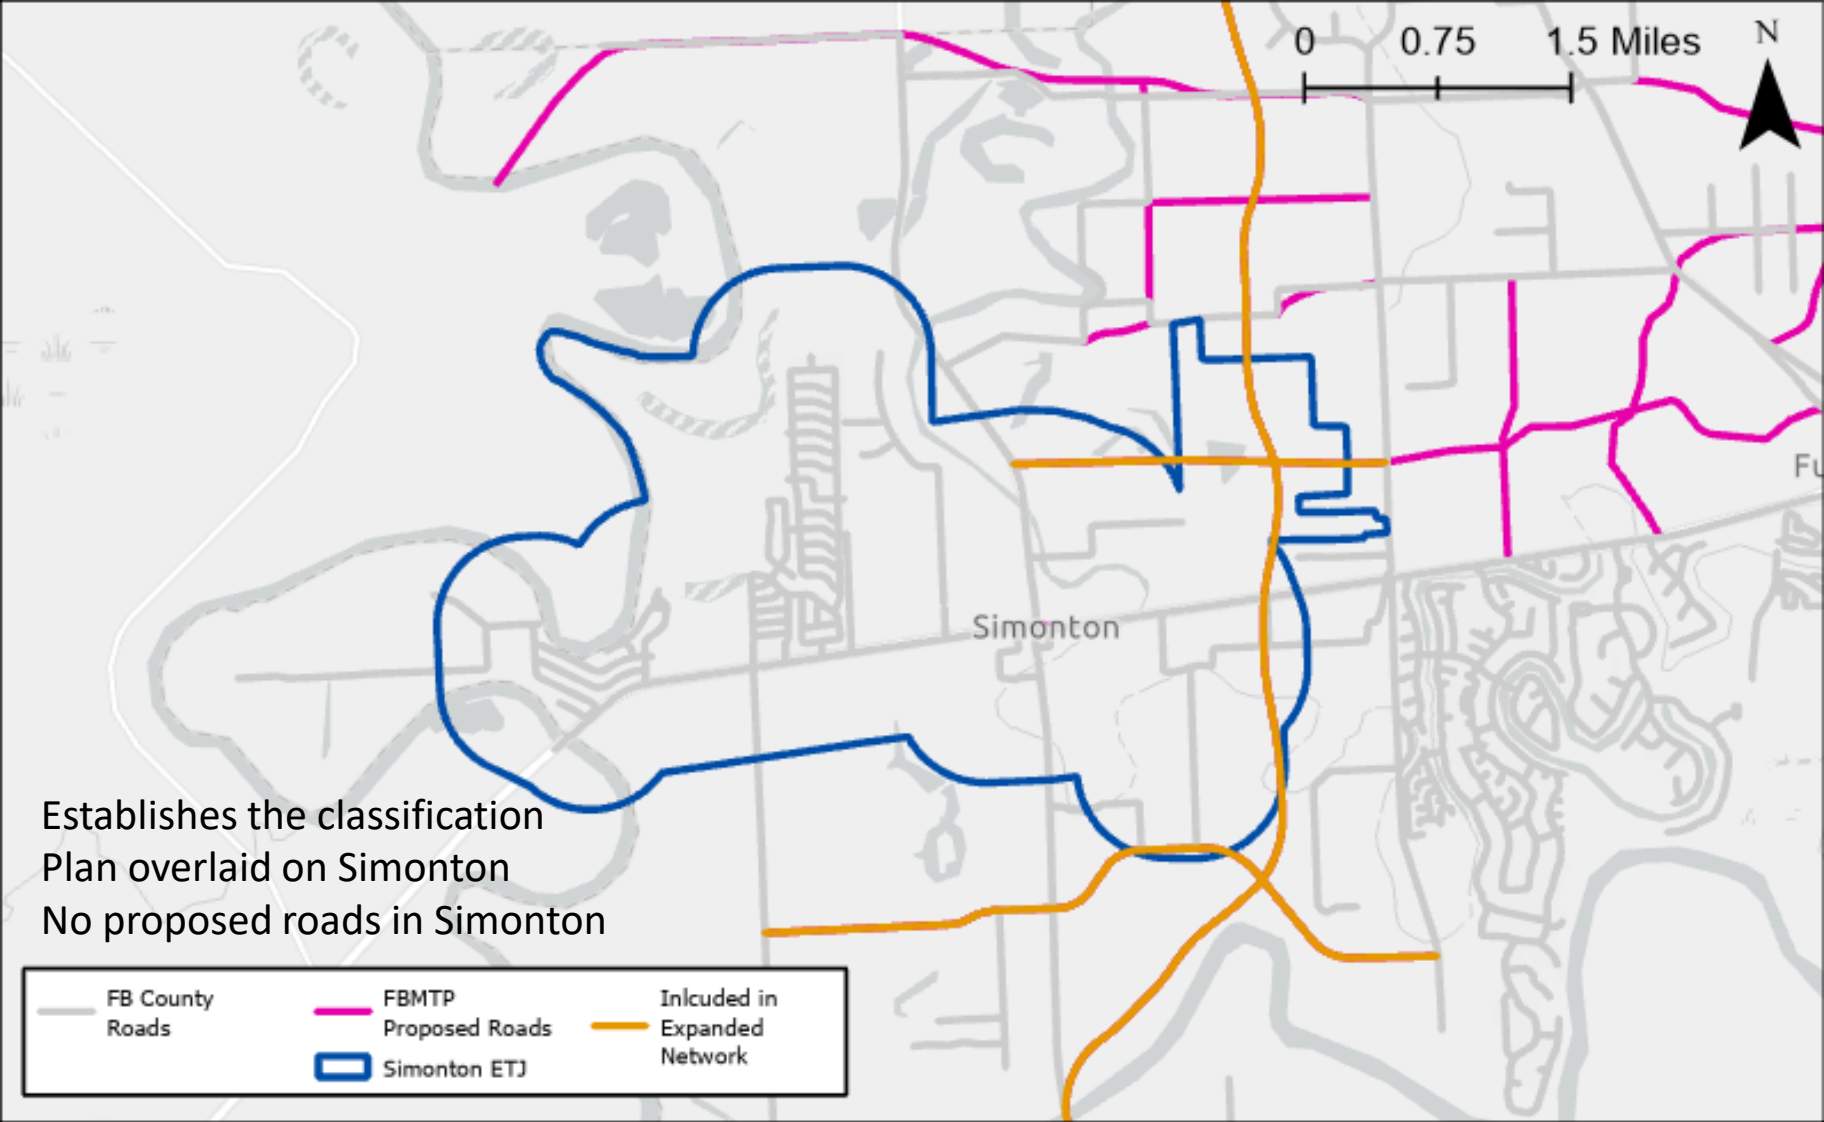 0 0.75 1.5 Miles
N
Fu
Simonton
Establishes the classification
Plan overlaid on Simonton
No proposed roads in Simonton
FB County
Roads
FBMTP
Proposed Roads
Simonton ETJ
Inlcuded in
Expanded
Network